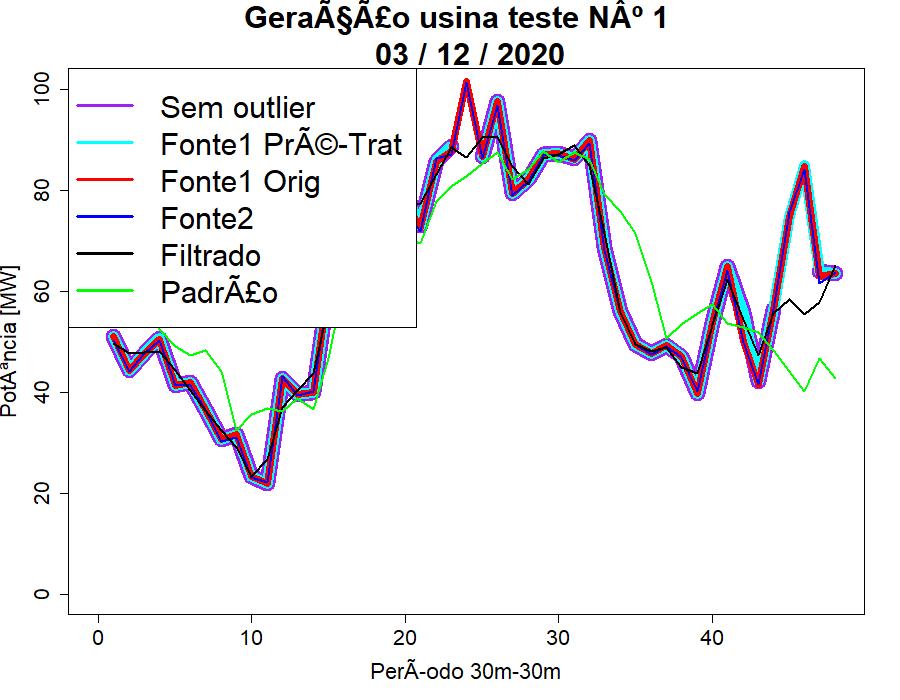 GeraÃ§Ã£o usina teste NÂº 1
03 / 12 / 2020
Sem outlier
Fonte1 PrÃ©-Trat
Fonte1 Orig
Fonte2
Filtrado
PadrÃ£o
PotÃªncia [MW]
100
80
60
40
20
0
0 10 20 30 40
PerÃ-odo 30m-30m